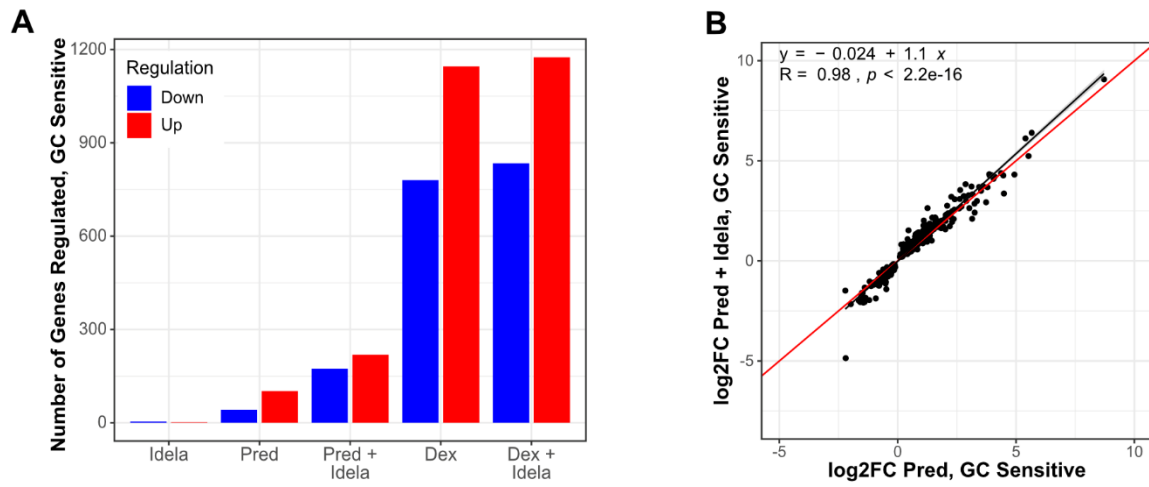 A
Number of Genes Regulated, GC Sensitive
1200
900
600
300
0
Regulation
Down
Up
Idela
Pred
Pred +
Idela
Dex
Dex +
Idela
B
log2FC Pred + Idela, GC Sensitive
10
5
0
-5
y = − 0.024 + 1.1 x
R = 0.98 , p < 2.2e-16
-5
0
5
10
log2FC Pred, GC Sensitive